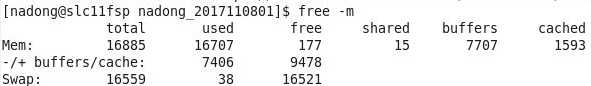 [nadong@slc11fsp nadong_2017110801]$ free -m
total used free shared buffers cached
Mem: 16885 16707 177 15 7707 1593
-/+ buffers/cache: 7406 9478
Swap: 16559 38 16521